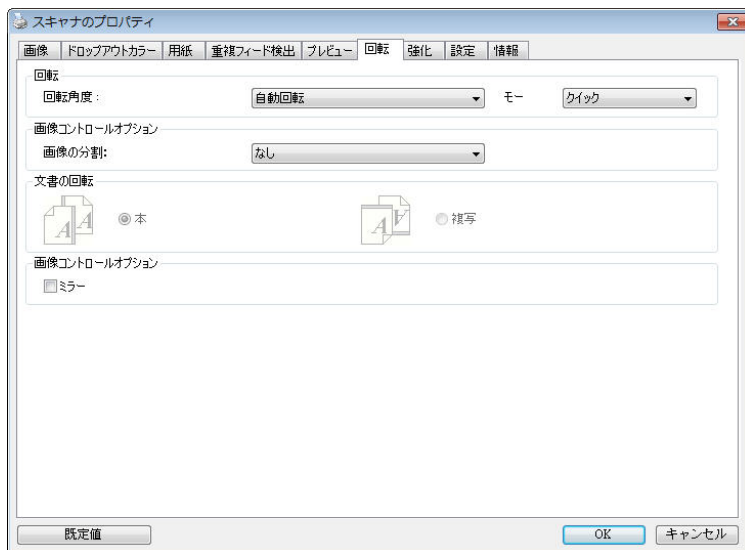 スキャナのプロパティ
画像 ドロップアウトカラー 用紙 重複フィード検出 プレビュー 回転 強化 設定 情報
回転
回転角度： 自動回転 モー クイック
画像コントロールオプション
画像の分割: なし
文書の回転
A A 本 A A 複写
画像コントロールオプション
ミラー
既定値 OK キャンセル